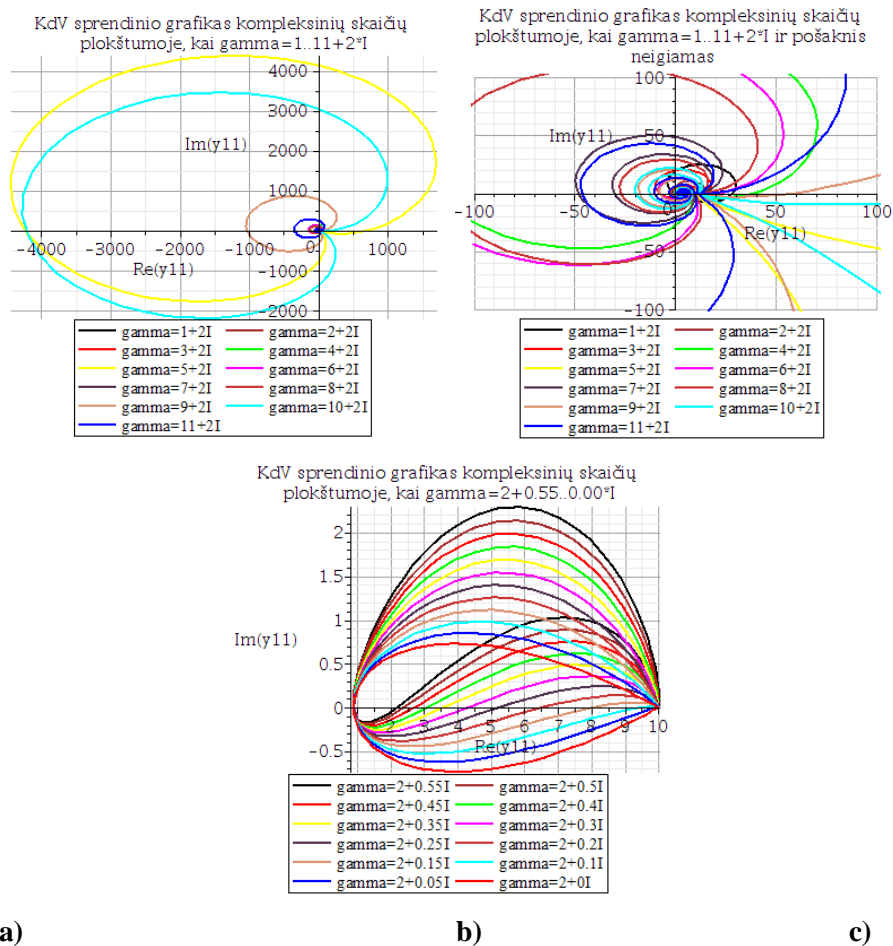 KdV sprendinio grafikas kompleksinių skaičių
plokštumoje, kai gamma=1..11+2*I
4000
3000
Im(y11)
2000
1000
-4000
-3000
-2000
-1000
0
1000
Re(y11)
-1000
-2000
gamma=1+2I
gamma=2+2I
gamma=3+2I
gamma=4+2I
gamma=5+2I
gamma=6+2I
gamma=7+2I
gamma=8+2I
gamma=9+2I
gamma=10+2I
gamma=11+2I
KdV sprendinio grafikas kompleksinių skaičių
plokštumoje, kai gamma=1..11+2*I ir pošaknis
neigiamas
100
Im(y11)
50
-100
-50
0
50
100
Re(y11)
-50
-100
gamma=1+2I
gamma=2+2I
gamma=3+2I
gamma=4+2I
gamma=5+2I
gamma=6+2I
gamma=7+2I
gamma=8+2I
gamma=9+2I
gamma=10+2I
gamma=11+2I
KdV sprendinio grafikas kompleksinių skaičių
plokštumoje, kai gamma=2+0.55..0.00*I
2
1
Im(y11)
0.5
0
2
3
4
5
6
7
8
9
10
Re(y11)
-0.5
gamma=2+0.55I
gamma=2+0.5I
gamma=2+0.45I
gamma=2+0.4I
gamma=2+0.35I
gamma=2+0.3I
gamma=2+0.25I
gamma=2+0.2I
gamma=2+0.15I
gamma=2+0.1I
gamma=2+0.05I
gamma=2+0I
a)
b)
c)